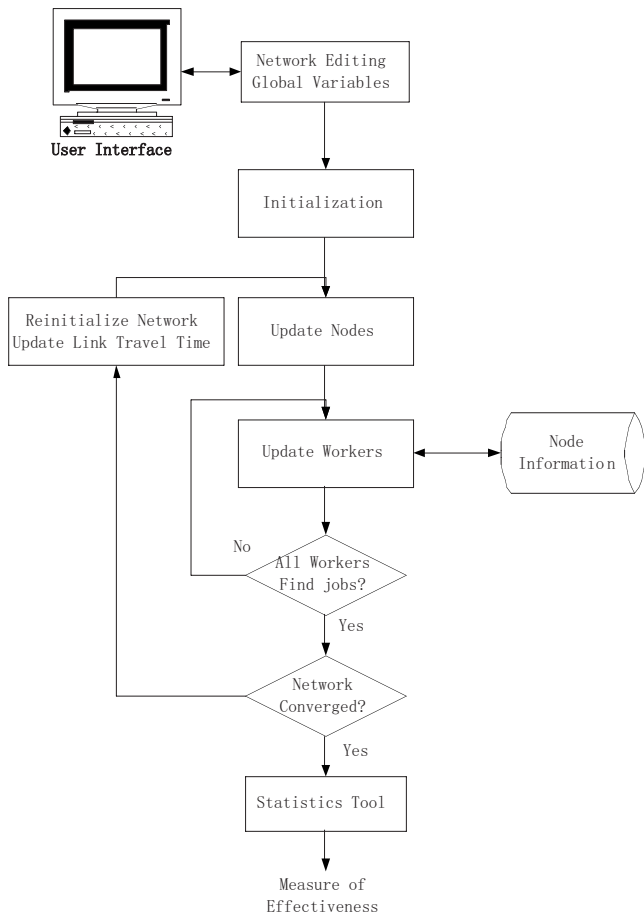 Network Editing
Global Variables
User Interface
Initialization
Reinitialize Network
Update Link Travel Time
Update Nodes
Update Workers
Node
Information
No
All Workers
Find jobs?
Yes
Network
Converged?
Yes
Statistics Tool
Measure of
Effectiveness